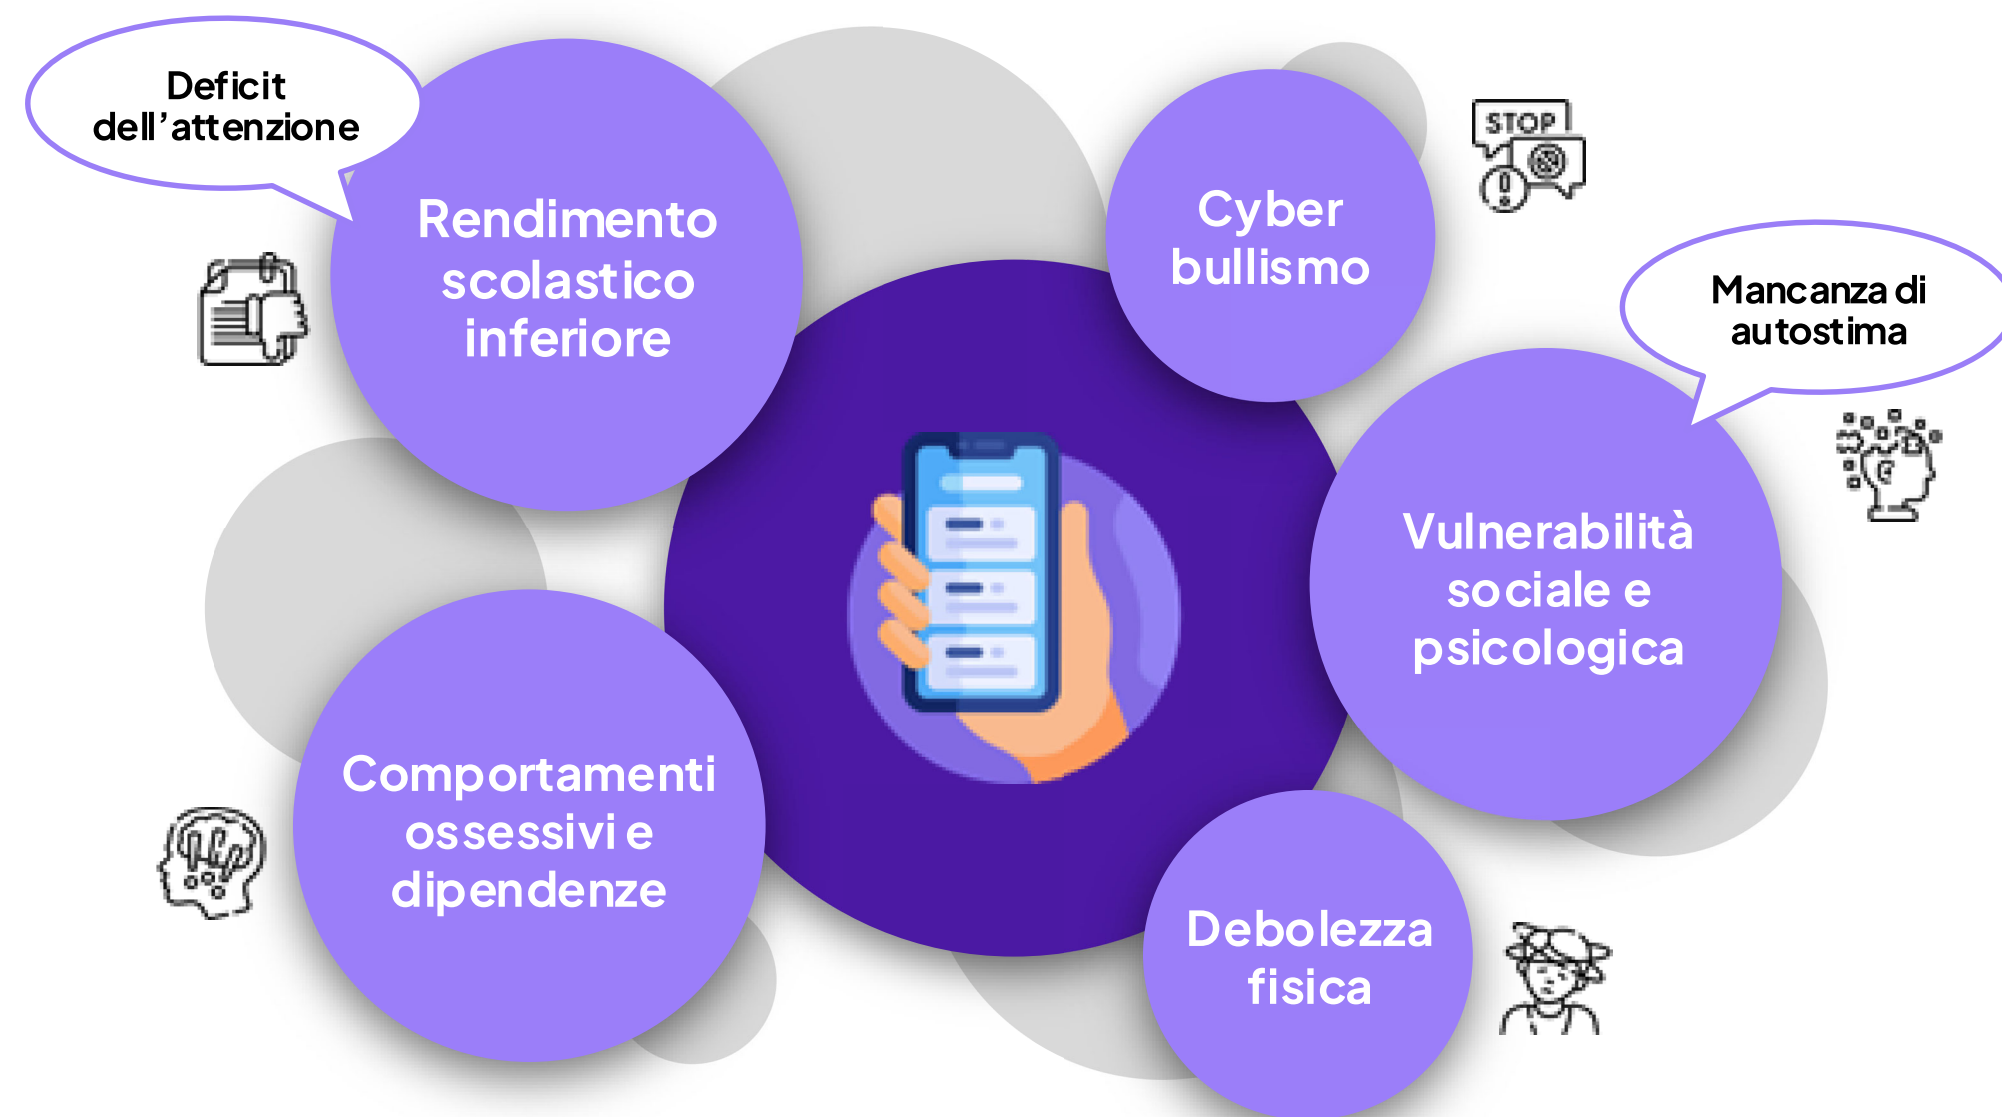 Deficit
dell’attenzione
Rendimento
scolastico
inferiore
Cyber
bullismo
STOP
Mancanza di
autostima
Vulnerabilità
sociale e
psicologica
Comportamenti
ossessivi e
dipendenze
Debolezza
fisica